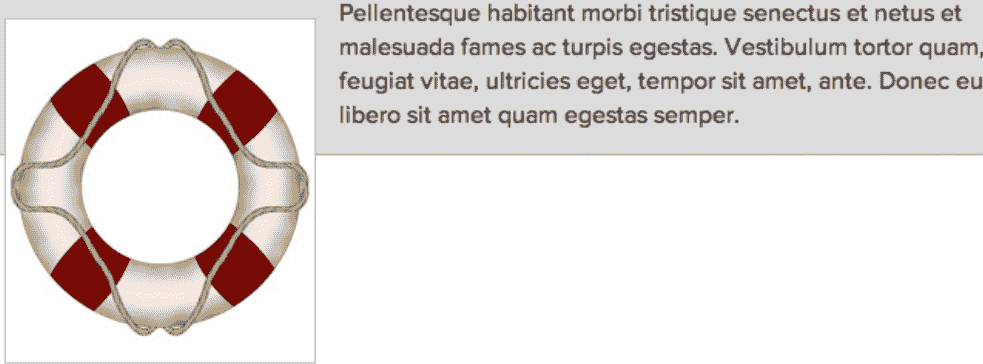 Pellentesque habitant morbi tristique senectus et netus et
malesuada fames ac turpis egestas. Vestibulum tortor quam,
feugiat vitae, ultricies eget, tempor sit amet, ante. Donec eu
libero sit amet quam egestas semper.